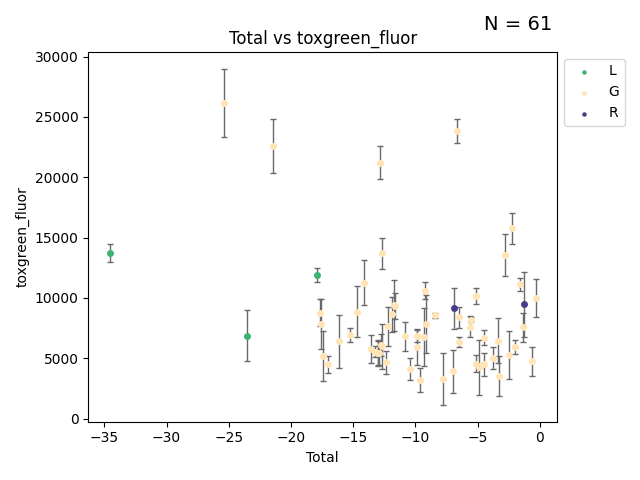 N = 61
Total vs toxgreen_fluor
30000
25000
20000
15000
10000
5000
0
toxgreen_fluor
−35 −30 −25 −20 −15 −10 −5 0
Total
L
G
R